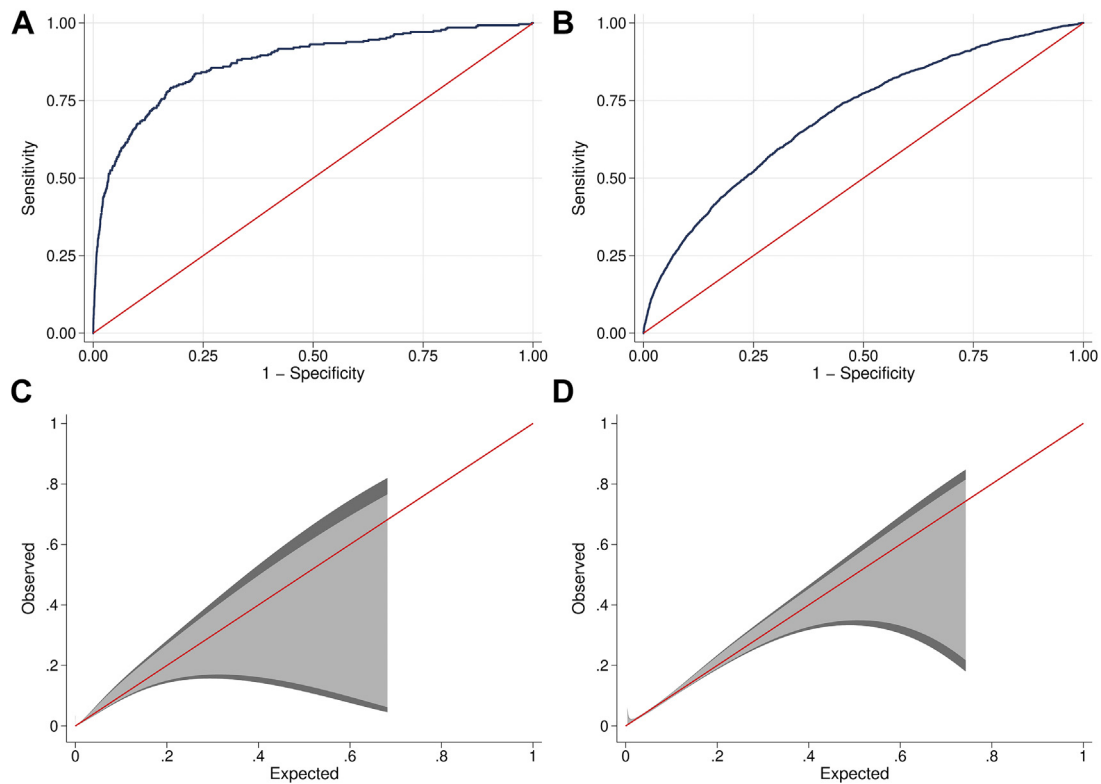 A
1.00
0.75
0.50
0.25
0.00
Sensitivity
0.00 0.25 0.50 0.75 1.00
1 − Specificity
B
1.00
0.75
0.50
0.25
0.00
Sensitivity
0.00 0.25 0.50 0.75 1.00
1 − Specificity
C
1
.8
.6
.4
.2
0
Observed
0 .2 .4 .6 .8 1
Expected
D
1
.8
.6
.4
.2
0
Observed
0 .2 .4 .6 .8 1
Expected